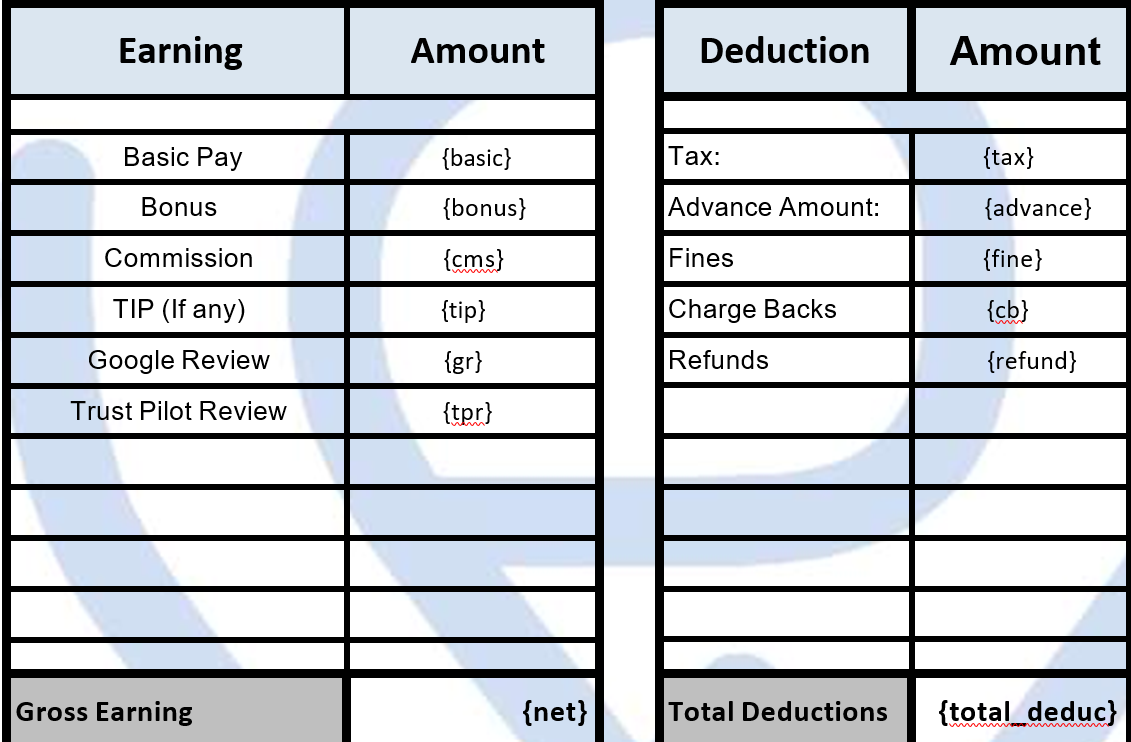 Earning Amount Deduction Amount
Basic Pay {basic} Tax: {tax}
Bonus {bonus} Advance Amount: {advance}
Commission {cms} Fines {fine}
TIP (If any) {tip} Charge Backs {cb}
Google Review {gr} Refunds {refund}
Trust Pilot Review {tpr}
Gross Earning {net} Total Deductions {total_deduc}